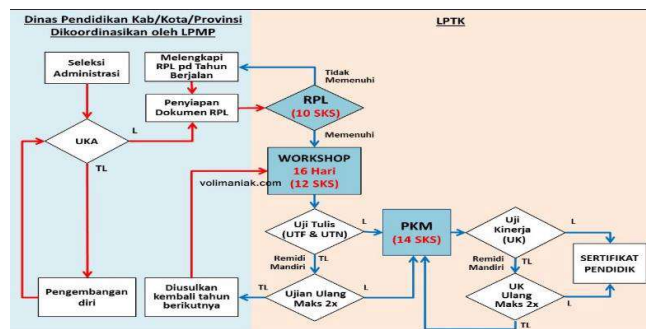 Dinas Pendidikan Kab/Kota/Provinsi
Dikoordinasikan oleh LPMP
LPTK
Seleksi
Administrasi
Melengkapi
RPL pd Tahun
Berjalan
Tidak
Memenuhi
Penyiapan
Dokumen RPL
RPL
(10 SKS)
UKA
L
TL
Memenuhi
WORKSHOP
16 Hari
(12 SKS)
volimaniak.com
Uji Tulis
(UTF & UTN)
L
PKM
(14 SKS)
Uji
Kinerja
(UK)
L
Remidi
Mandiri
TL
Remidi
Mandiri
TL
SERTIFIKAT
PENDIDIK
Pengembangan
diri
Diusulkan
kembali tahun
berikutnya
TL
Ujian Ulang
Maks 2x
L
UK
Ulang
Maks 2x
L
TL